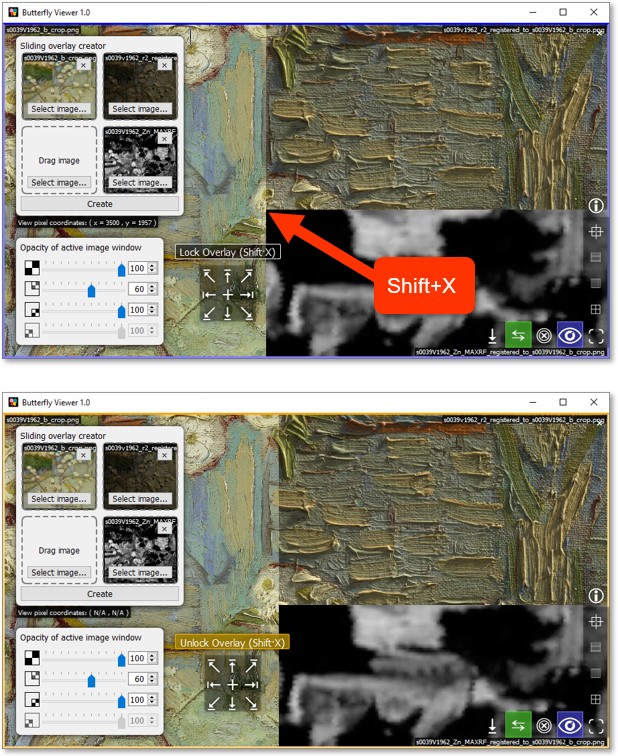 Butterfly Viewer 1.0
s0039V1962_b_crop.png
s0039v1962_r2_registered_to_s0039V1962_b_crop.png
Sliding overlay creator
s0039V1962_b_crop.png
s0039v1962_r2_registere
Select image...
Select image...
s0039V1962_Zn_MAXRF
Drag image
Select image...
Select image...
Create
View pixel coordinates: ( x = 3500 , y = 1957 )
Opacity of active image window
100
60
100
100
Lock Overlay (Shift·X)
Shift+X
s0039V1962_Zn_MAXRF_registered_to_s0039V1962_b_crop.png
Butterfly Viewer 1.0
s0039V1962_b_crop.png
s0039v1962_r2_registered_to_s0039V1962_b_crop.png
Sliding overlay creator
s0039V1962_b_crop.png
s0039v1962_r2_registere
Select image...
Select image...
s0039V1962_Zn_MAXRF
Drag image
Select image...
Select image...
Create
View pixel coordinates: ( N/A , N/A )
Opacity of active image window
100
60
100
100
Unlock Overlay (Shift·X)
s0039V1962_Zn_MAXRF_registered_to_s0039V1962_b_crop.png